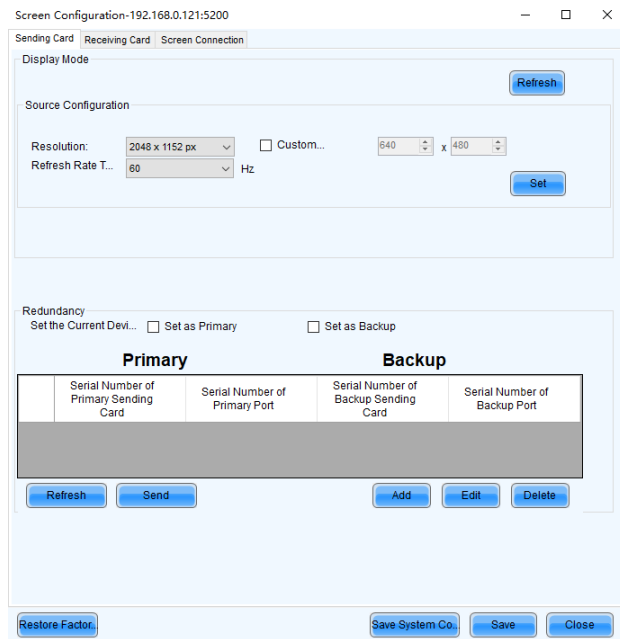 Screen Configuration-192.168.0.121:5200
Sending Card Receiving Card Screen Connection
Display Mode
Refresh
Source Configuration
Resolution: 2048 x 1152 px Custom... 640 x 480
Refresh Rate T... 60 Hz
Set
Redundancy
Set the Current Devi... Set as Primary Set as Backup
Primary Backup
Serial Number of Primary Sending Card Serial Number of Primary Port Serial Number of Backup Sending Card Serial Number of Backup Port
Refresh Send Add Edit Delete
Restore Factor.. Save System Co.. Save Close